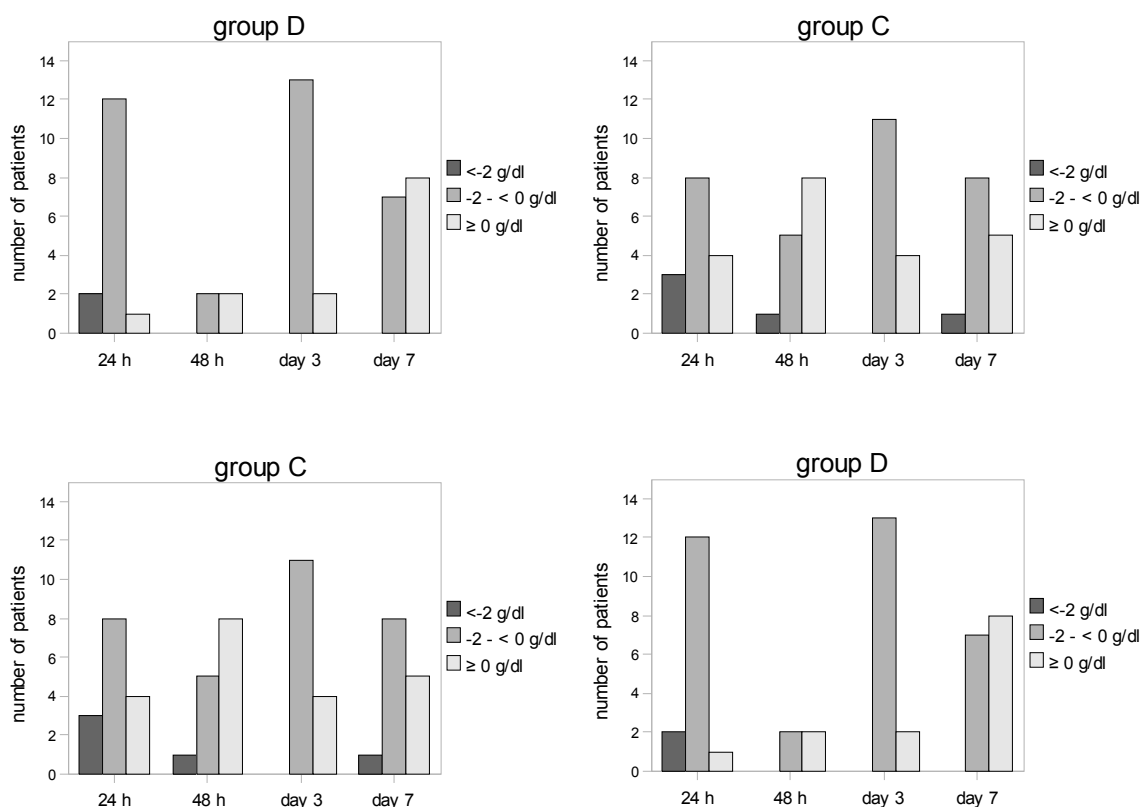 group D
number of patients
14
12
10
8
6
4
2
0
24 h
48 h
day 3
day 7
<-2 g/dl
-2 - < 0 g/dl
≥ 0 g/dl
group C
number of patients
14
12
10
8
6
4
2
0
24 h
48 h
day 3
day 7
<-2 g/dl
-2 - < 0 g/dl
≥ 0 g/dl
group C
number of patients
14
12
10
8
6
4
2
0
24 h
48 h
day 3
day 7
<-2 g/dl
-2 - < 0 g/dl
≥ 0 g/dl
group D
number of patients
14
12
10
8
6
4
2
0
24 h
48 h
day 3
day 7
<-2 g/dl
-2 - < 0 g/dl
≥ 0 g/dl